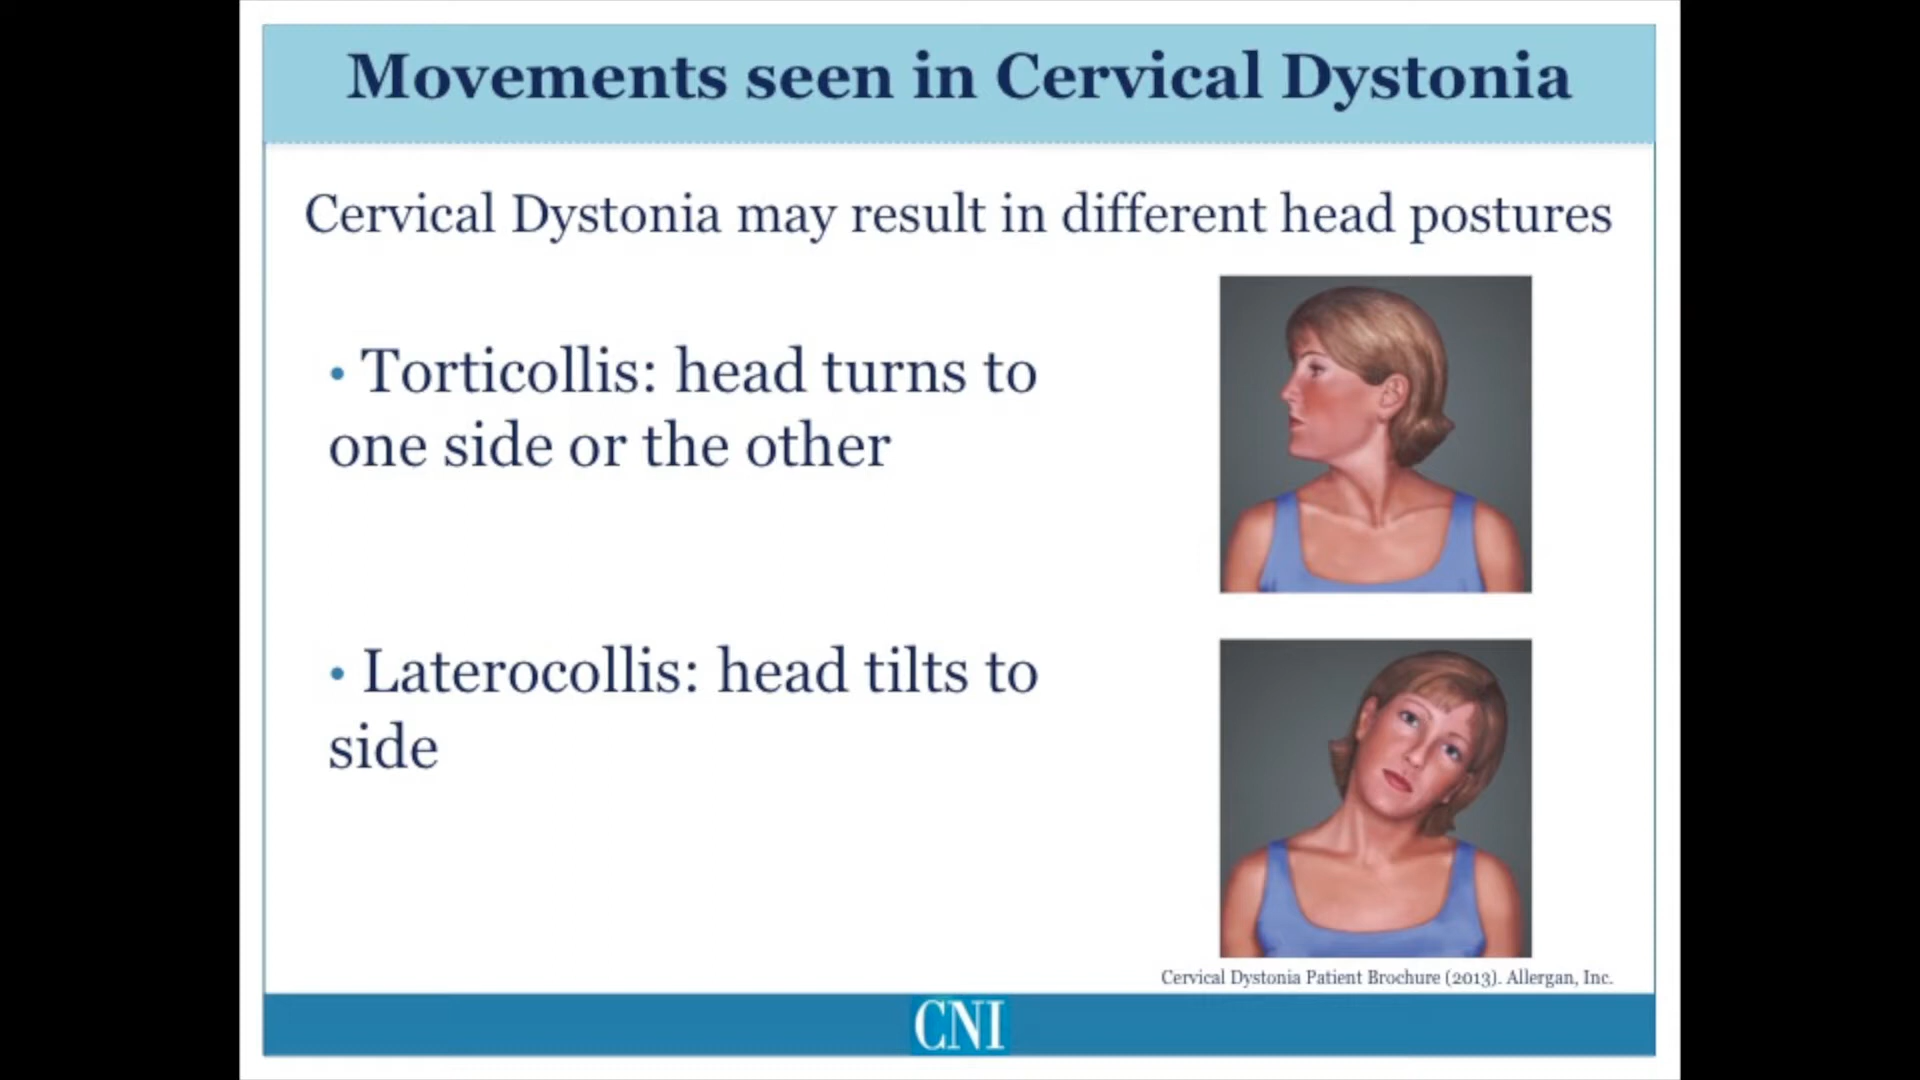 Movements seen in Cervical Dystonia
Cervical Dystonia may result in different head postures
• Torticollis: head turns to
one side or the other
• Laterocollis: head tilts to
side
Cervical Dystonia Patient Brochure (2013). Allergan, Inc.
CNI